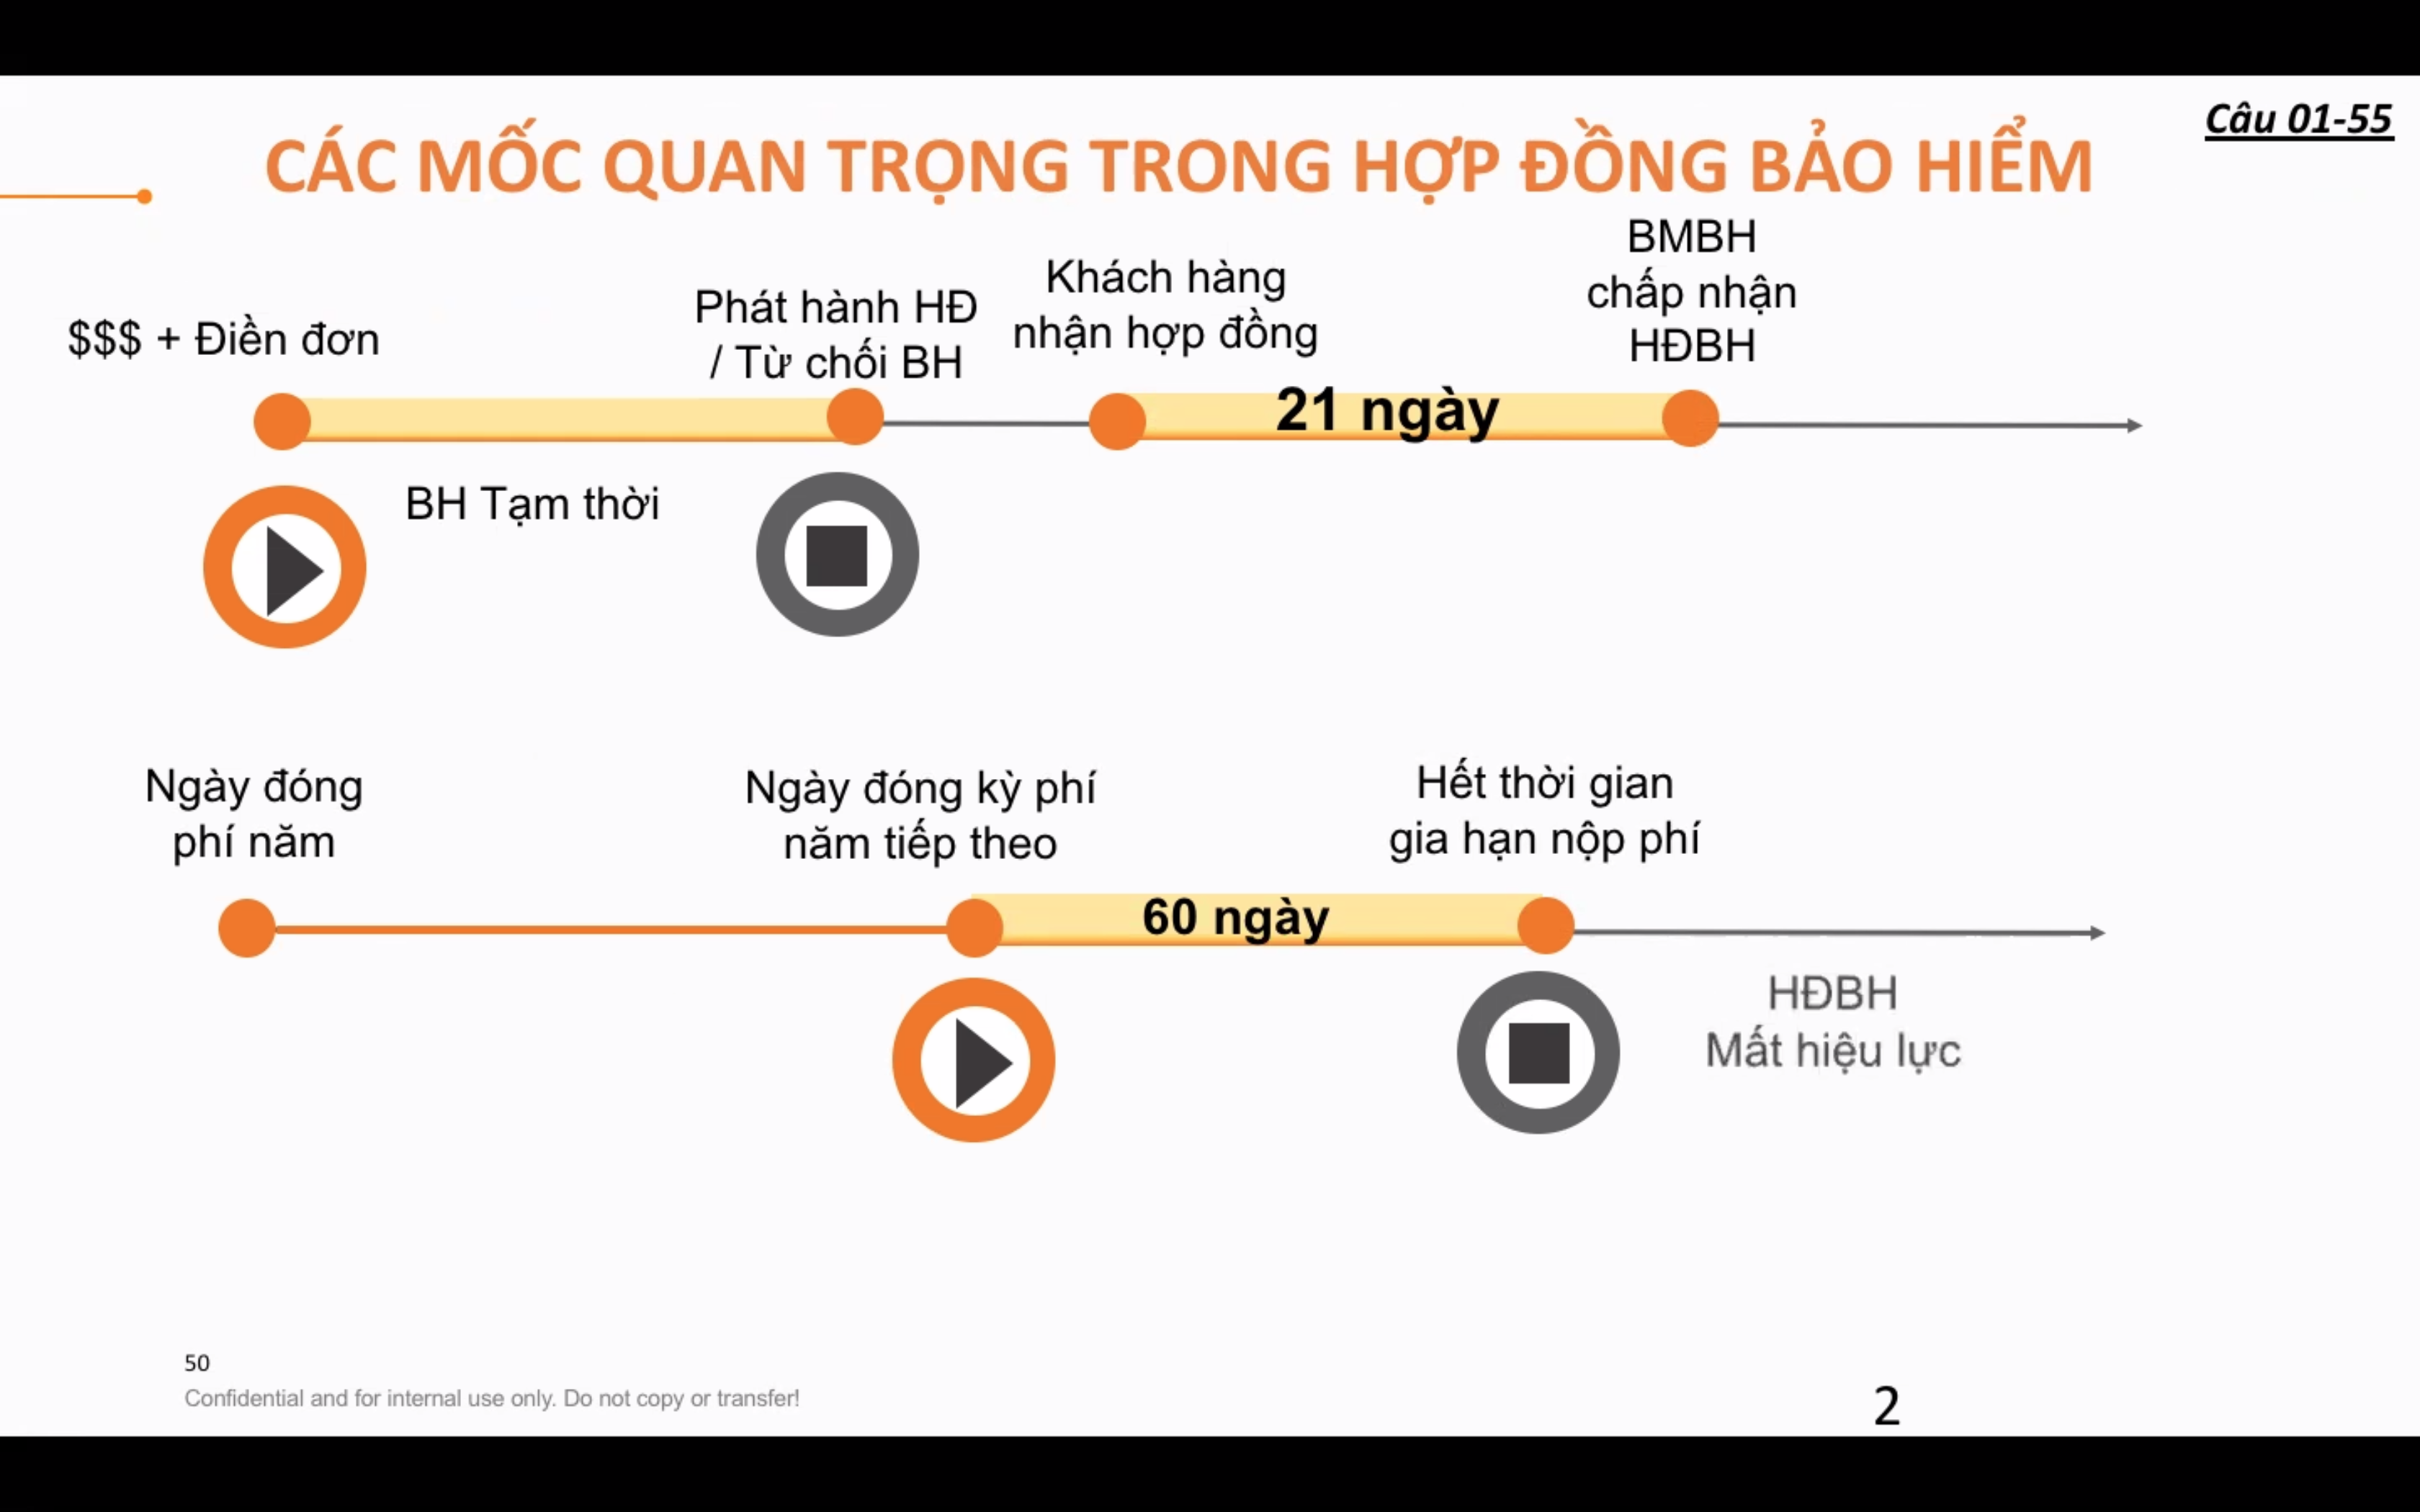 Câu 01-55
CÁC MỐC QUAN TRỌNG TRONG HỢP ĐỒNG BẢO HIỂM
$$$ + Điền đơn
Phát hành HĐ
/ Từ chối BH
Khách hàng
nhận hợp đồng
BMBH
chấp nhận
HĐBH
21 ngày
BH Tạm thời
Ngày đóng
phí năm
Ngày đóng kỳ phí
năm tiếp theo
Hết thời gian
gia hạn nộp phí
60 ngày
HĐBH
Mất hiệu lực
50
Confidential and for internal use only. Do not copy or transfer!
2